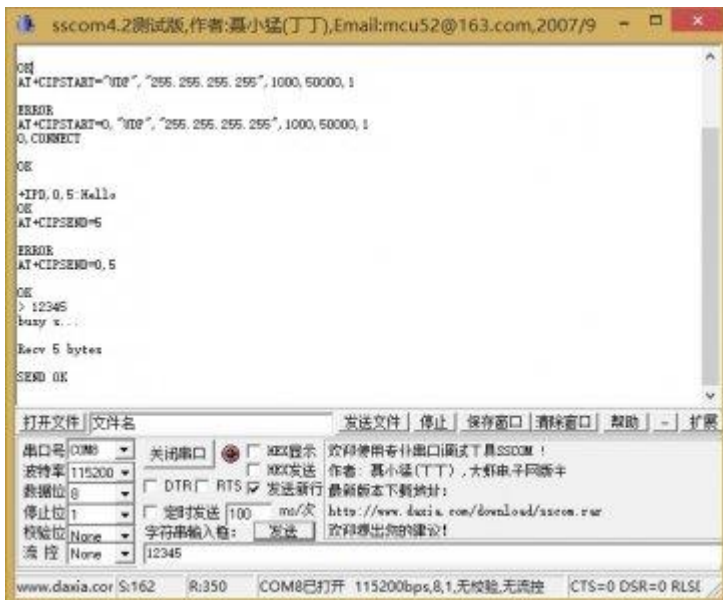 sscom4.2测试版,作者:聂小猛(丁丁),Email:mcu52@163.com,2007/9
OK
AT+CIPSTART="UDP","255.255.255.255",1000,50000,1
ERROR
AT+CIPSTART=0,"UDP","255.255.255.255",1000,50000,1
0,CONNECT
OK
+IPD,0,5:Hello
OK
AT+CIPSEND=5
ERROR
AT+CIPSEND=0,5
OK
> 12345
busy s...
Recv 5 bytes
SEND OK
打开文件 文件名 发送文件 停止 保存窗口 清除窗口 帮助 - 扩展
串口号 COM8 关闭串口 HEX显示 欢迎使用专业串口调试工具SSCOM !
波特率 115200 HEX发送 作者: 聂小猛(丁丁),大虾电子网版主
数据位 8 DTR RTS 发送新行 最新版本下载地址:
停止位 1 定时发送 100 ms/次 http://www.daxia.com/download/sscom.rar
校验位 None 字符串输入框: 发送 欢迎提出您的建议!
流 控 None 12345
www.daxia.cor S:162 R:350 COM8已打开 115200bps,8,1,无校验,无流控 CTS=0 DSR=0 RLSI